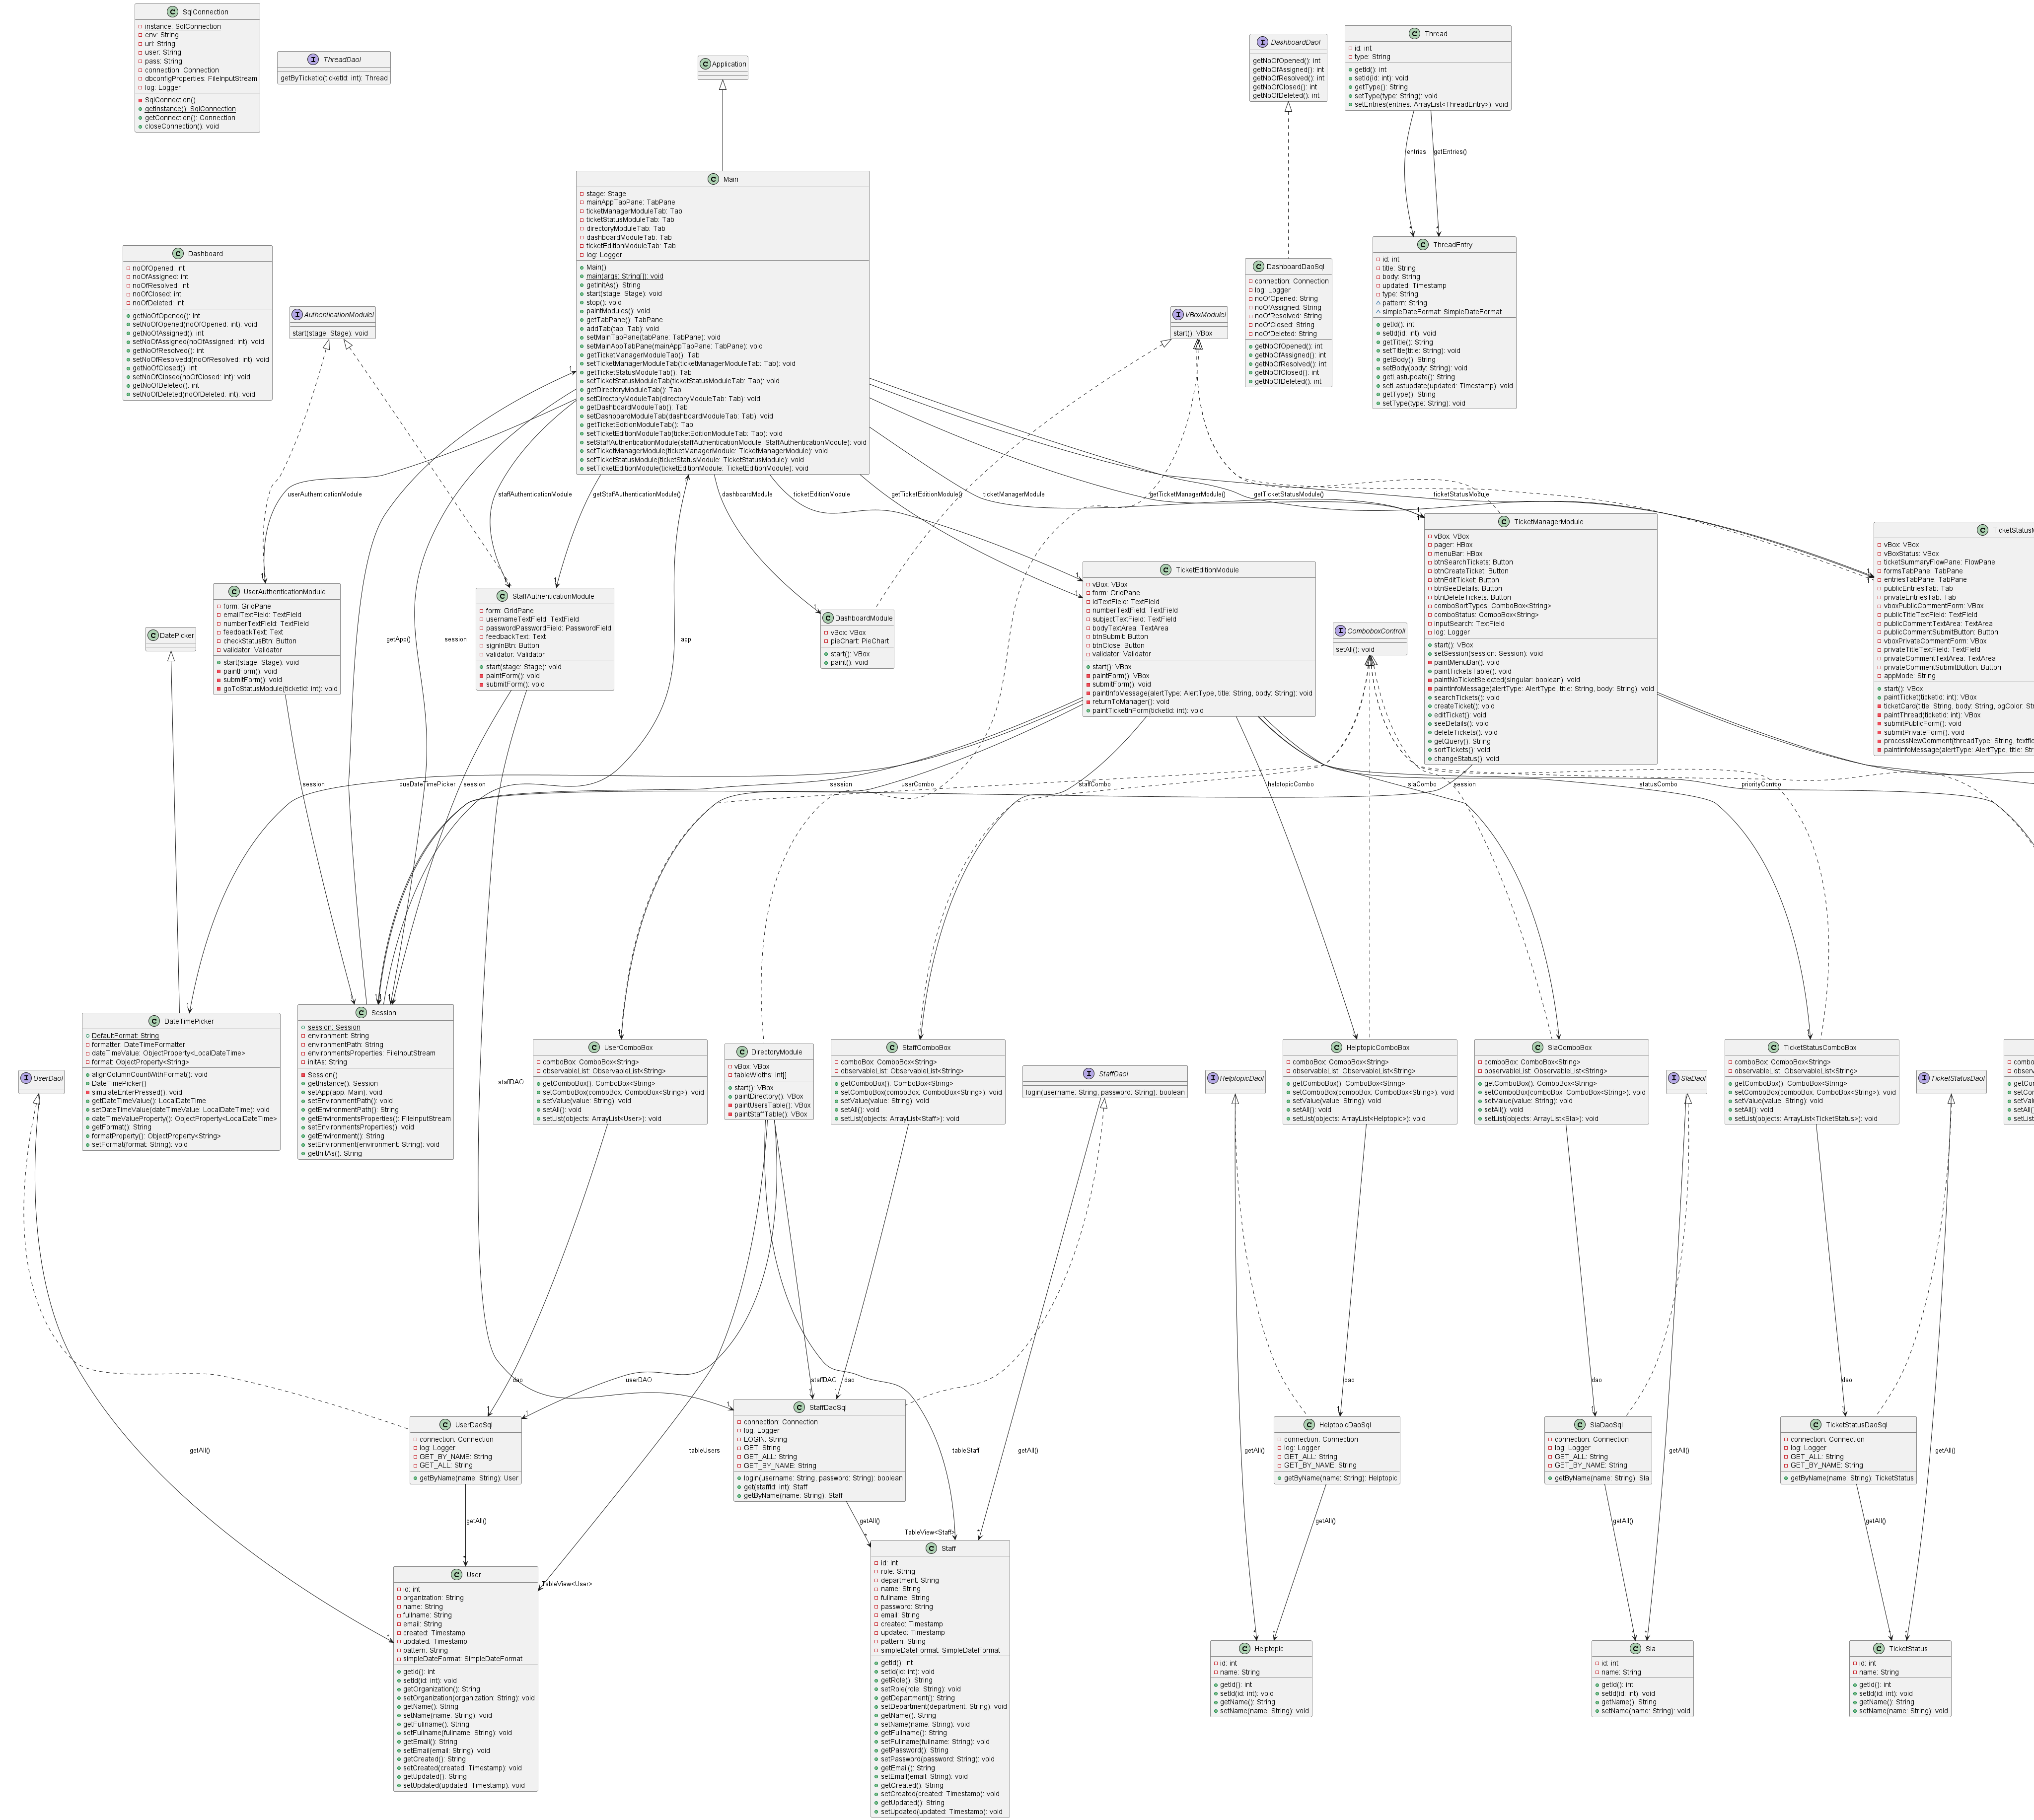 SqlConnection
instance: SqlConnection
env: String
url: String
user: String
pass: String
connection: Connection
dbconfigProperties: FileInputStream
log: Logger
SqlConnection()
getInstance(): SqlConnection
getConnection(): Connection
closeConnection(): void
ThreadDaoI
getByTicketId(ticketId: int): Thread
Application
DashboardDaoI
getNoOfOpened(): int
getNoOfAssigned(): int
getNoOfResolved(): int
getNoOfClosed(): int
getNoOfDeleted(): int
Thread
id: int
type: String
getId(): int
setId(id: int): void
getType(): String
setType(type: String): void
setEntries(entries: ArrayList<ThreadEntry>): void
entries
getEntries()
*
*
Dashboard
noOfOpened: int
noOfAssigned: int
noOfResolved: int
noOfClosed: int
noOfDeleted: int
getNoOfOpened(): int
setNoOfOpened(noOfOpened: int): void
getNoOfAssigned(): int
setNoOfAssigned(noOfAssigned: int): void
getNoOfResolved(): int
setNoOfResolvedd(noOfResolved: int): void
getNoOfClosed(): int
setNoOfClosed(noOfClosed: int): void
getNoOfDeleted(): int
setNoOfDeleted(noOfDeleted: int): void
AuthenticationModuleI
start(stage: Stage): void
Main
stage: Stage
mainAppTabPane: TabPane
ticketManagerModuleTab: Tab
ticketStatusModuleTab: Tab
directoryModuleTab: Tab
dashboardModuleTab: Tab
ticketEditionModuleTab: Tab
log: Logger
Main()
main(args: String[]): void
getInitAs(): String
start(stage: Stage): void
stop(): void
paintModules(): void
getTabPane(): TabPane
addTab(tab: Tab): void
setMainTabPane(tabPane: TabPane): void
setMainAppTabPane(mainAppTabPane: TabPane): void
getTicketManagerModuleTab(): Tab
setTicketManagerModuleTab(ticketManagerModuleTab: Tab): void
getTicketStatusModuleTab(): Tab
setTicketStatusModuleTab(ticketStatusModuleTab: Tab): void
getDirectoryModuleTab(): Tab
setDirectoryModuleTab(directoryModuleTab: Tab): void
getDashboardModuleTab(): Tab
setDashboardModuleTab(dashboardModuleTab: Tab): void
getTicketEditionModuleTab(): Tab
setTicketEditionModuleTab(ticketEditionModuleTab: Tab): void
setStaffAuthenticationModule(staffAuthenticationModule: StaffAuthenticationModule): void
setTicketManagerModule(ticketManagerModule: TicketManagerModule): void
setTicketStatusModule(ticketStatusModule: TicketStatusModule): void
setTicketEditionModule(ticketEditionModule: TicketEditionModule): void
VBoxModuleI
start(): VBox
DashboardDaoSql
connection: Connection
log: Logger
noOfOpened: String
noOfAssigned: String
noOfResolved: String
noOfClosed: String
noOfDeleted: String
getNoOfOpened(): int
getNoOfAssigned(): int
getNoOfResolved(): int
getNoOfClosed(): int
getNoOfDeleted(): int
ThreadEntry
id: int
title: String
body: String
updated: Timestamp
type: String
pattern: String
simpleDateFormat: SimpleDateFormat
getId(): int
setId(id: int): void
getTitle(): String
setTitle(title: String): void
getBody(): String
setBody(body: String): void
getLastupdate(): String
setLastupdate(updated: Timestamp): void
getType(): String
setType(type: String): void
userAuthenticationModule
staffAuthenticationModule
getStaffAuthenticationModule()
dashboardModule
ticketEditionModule
getTicketEditionModule()
ticketManagerModule
getTicketManagerModule()
getTicketStatusModule()
ticketStatusModule
UserAuthenticationModule
form: GridPane
emailTextField: TextField
numberTextField: TextField
feedbackText: Text
checkStatusBtn: Button
validator: Validator
start(stage: Stage): void
paintForm(): void
submitForm(): void
goToStatusModule(ticketId: int): void
getApp()
session
StaffAuthenticationModule
form: GridPane
usernameTextField: TextField
passwordPasswordField: PasswordField
feedbackText: Text
signInBtn: Button
validator: Validator
start(stage: Stage): void
paintForm(): void
submitForm(): void
app
DashboardModule
vBox: VBox
pieChart: PieChart
start(): VBox
paint(): void
TicketEditionModule
vBox: VBox
form: GridPane
idTextField: TextField
numberTextField: TextField
subjectTextField: TextField
bodyTextArea: TextArea
btnSubmit: Button
btnClose: Button
validator: Validator
start(): VBox
paintForm(): VBox
submitForm(): void
paintInfoMessage(alertType: AlertType, title: String, body: String): void
returnToManager(): void
paintTicketInForm(ticketId: int): void
ComboboxControlI
setAll(): void
TicketManagerModule
vBox: VBox
pager: HBox
menuBar: HBox
btnSearchTickets: Button
btnCreateTicket: Button
btnEditTicket: Button
btnSeeDetails: Button
btnDeleteTickets: Button
comboSortTypes: ComboBox<String>
comboStatus: ComboBox<String>
inputSearch: TextField
log: Logger
start(): VBox
setSession(session: Session): void
paintMenuBar(): void
paintTicketsTable(): void
paintNoTicketSelected(singular: boolean): void
paintInfoMessage(alertType: AlertType, title: String, body: String): void
searchTickets(): void
createTicket(): void
editTicket(): void
seeDetails(): void
deleteTickets(): void
getQuery(): String
sortTickets(): void
changeStatus(): void
vBox: VBox
vBoxStatus: VBox
ticketSummaryFlowPane: FlowPane
formsTabPane: TabPane
entriesTabPane: TabPane
publicEntriesTab: Tab
privateEntriesTab: Tab
vboxPublicCommentForm: VBox
publicTitleTextField: TextField
publicCommentTextArea: TextArea
publicCommentSubmitButton: Button
vboxPrivateCommentForm: VBox
privateTitleTextField: TextField
privateCommentTextArea: TextArea
privateCommentSubmitButton: Button
appMode: String
start(): VBox
paintTicket(ticketId: int): VBox
ticketCard(title: String, body: String, bgColor:
paintThread(ticketId: int): VBox
submitPublicForm(): void
submitPrivateForm(): void
processNewComment(threadType: String,
paintInfoMessage(alertType: AlertType, title:
DatePicker
session
dueDateTimePicker
session
session
userCombo
staffCombo
helptopicCombo
slaCombo
session
statusCombo
priorityCombo
DateTimePicker
DefaultFormat: String
formatter: DateTimeFormatter
dateTimeValue: ObjectProperty<LocalDateTime>
format: ObjectProperty<String>
alignColumnCountWithFormat(): void
DateTimePicker()
simulateEnterPressed(): void
getDateTimeValue(): LocalDateTime
setDateTimeValue(dateTimeValue: LocalDateTime): void
dateTimeValueProperty(): ObjectProperty<LocalDateTime>
getFormat(): String
formatProperty(): ObjectProperty<String>
setFormat(format: String): void
Session
session: Session
environment: String
environmentPath: String
environmentsProperties: FileInputStream
initAs: String
Session()
getInstance(): Session
setApp(app: Main): void
setEnvironmentPath(): void
getEnvironmentPath(): String
getEnvironmentsProperties(): FileInputStream
setEnvironmentsProperties(): void
getEnvironment(): String
setEnvironment(environment: String): void
getInitAs(): String
UserComboBox
comboBox: ComboBox<String>
observableList: ObservableList<String>
getComboBox(): ComboBox<String>
setComboBox(comboBox: ComboBox<String>): void
setValue(value: String): void
setAll(): void
setList(objects: ArrayList<User>): void
DirectoryModule
vBox: VBox
tableWidths: int[]
start(): VBox
paintDirectory(): VBox
paintUsersTable(): VBox
paintStaffTable(): VBox
StaffComboBox
comboBox: ComboBox<String>
observableList: ObservableList<String>
getComboBox(): ComboBox<String>
setComboBox(comboBox: ComboBox<String>): void
setValue(value: String): void
setAll(): void
setList(objects: ArrayList<Staff>): void
StaffDaoI
login(username: String, password: String): boolean
HelptopicDaoI
HelptopicComboBox
comboBox: ComboBox<String>
observableList: ObservableList<String>
getComboBox(): ComboBox<String>
setComboBox(comboBox: ComboBox<String>): void
setValue(value: String): void
setAll(): void
setList(objects: ArrayList<Helptopic>): void
SlaComboBox
comboBox: ComboBox<String>
observableList: ObservableList<String>
getComboBox(): ComboBox<String>
setComboBox(comboBox: ComboBox<String>): void
setValue(value: String): void
setAll(): void
setList(objects: ArrayList<Sla>): void
SlaDaoI
TicketStatusComboBox
comboBox: ComboBox<String>
observableList: ObservableList<String>
getComboBox(): ComboBox<String>
setComboBox(comboBox: ComboBox<String>): void
setValue(value: String): void
setAll(): void
setList(objects: ArrayList<TicketStatus>): void
TicketStatusDaoI
UserDaoI
staffDAO
dao
userDAO
staffDAO
dao
tableUsers
tableStaff
getAll()
getAll()
getAll()
dao
dao
getAll()
dao
getAll()
UserDaoSql
connection: Connection
log: Logger
GET_BY_NAME: String
GET_ALL: String
getByName(name: String): User
StaffDaoSql
connection: Connection
log: Logger
LOGIN: String
GET: String
GET_ALL: String
GET_BY_NAME: String
login(username: String, password: String): boolean
get(staffId: int): Staff
getByName(name: String): Staff
HelptopicDaoSql
connection: Connection
log: Logger
GET_ALL: String
GET_BY_NAME: String
getByName(name: String): Helptopic
SlaDaoSql
connection: Connection
log: Logger
GET_ALL: String
GET_BY_NAME: String
getByName(name: String): Sla
TicketStatusDaoSql
connection: Connection
log: Logger
GET_ALL: String
GET_BY_NAME: String
getByName(name: String): TicketStatus
getAll()
getAll()
getAll()
getAll()
getAll()
TableView<Staff>
TableView<User>
User
id: int
organization: String
name: String
fullname: String
email: String
created: Timestamp
updated: Timestamp
pattern: String
simpleDateFormat: SimpleDateFormat
getId(): int
setId(id: int): void
getOrganization(): String
setOrganization(organization: String): void
getName(): String
setName(name: String): void
getFullname(): String
setFullname(fullname: String): void
getEmail(): String
setEmail(email: String): void
getCreated(): String
setCreated(created: Timestamp): void
getUpdated(): String
setUpdated(updated: Timestamp): void
Staff
id: int
role: String
department: String
name: String
fullname: String
password: String
email: String
created: Timestamp
updated: Timestamp
pattern: String
simpleDateFormat: SimpleDateFormat
getId(): int
setId(id: int): void
getRole(): String
setRole(role: String): void
getDepartment(): String
setDepartment(department: String): void
getName(): String
setName(name: String): void
getFullname(): String
setFullname(fullname: String): void
getPassword(): String
setPassword(password: String): void
getEmail(): String
setEmail(email: String): void
getCreated(): String
setCreated(created: Timestamp): void
getUpdated(): String
setUpdated(updated: Timestamp): void
Helptopic
id: int
name: String
getId(): int
setId(id: int): void
getName(): String
setName(name: String): void
Sla
id: int
name: String
getId(): int
setId(id: int): void
getName(): String
setName(name: String): void
TicketStatus
id: int
name: String
getId(): int
setId(id: int): void
getName(): String
setName(name: String): void